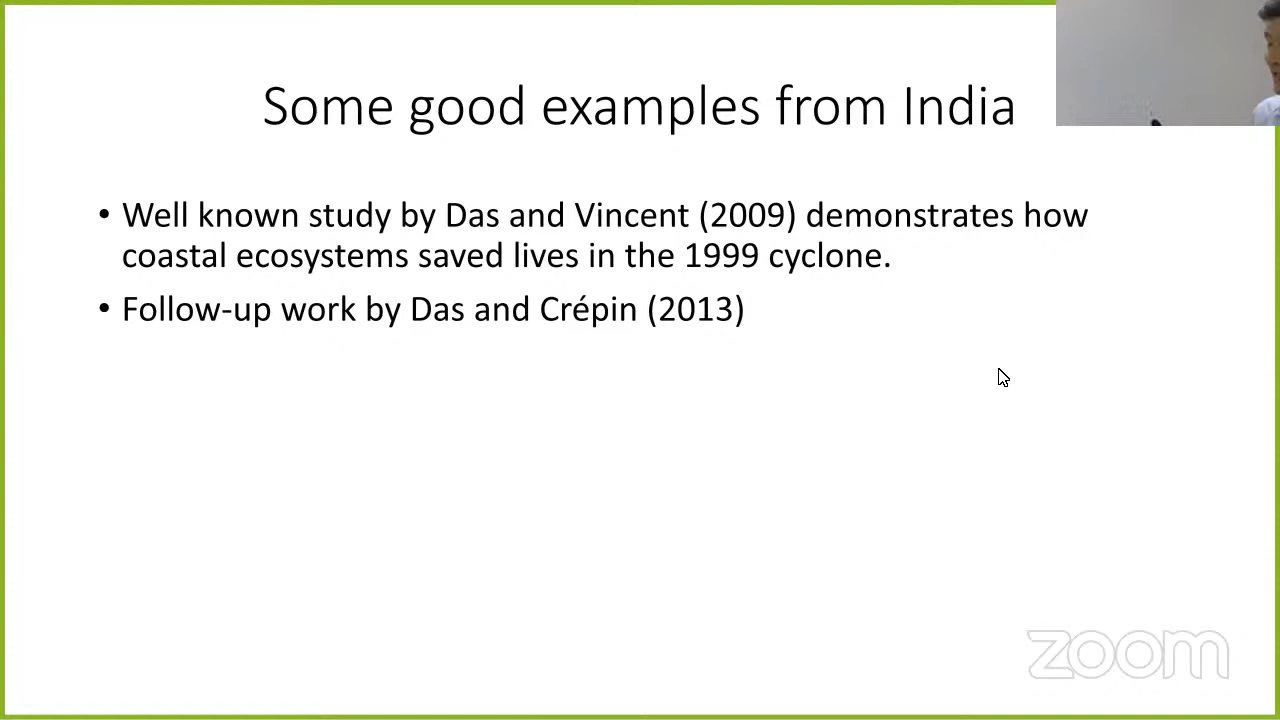 Some good examples from India
• Well known study by Das and Vincent (2009) demonstrates how
coastal ecosystems saved lives in the 1999 cyclone.
• Follow-up work by Das and Crépin (2013)
zoom